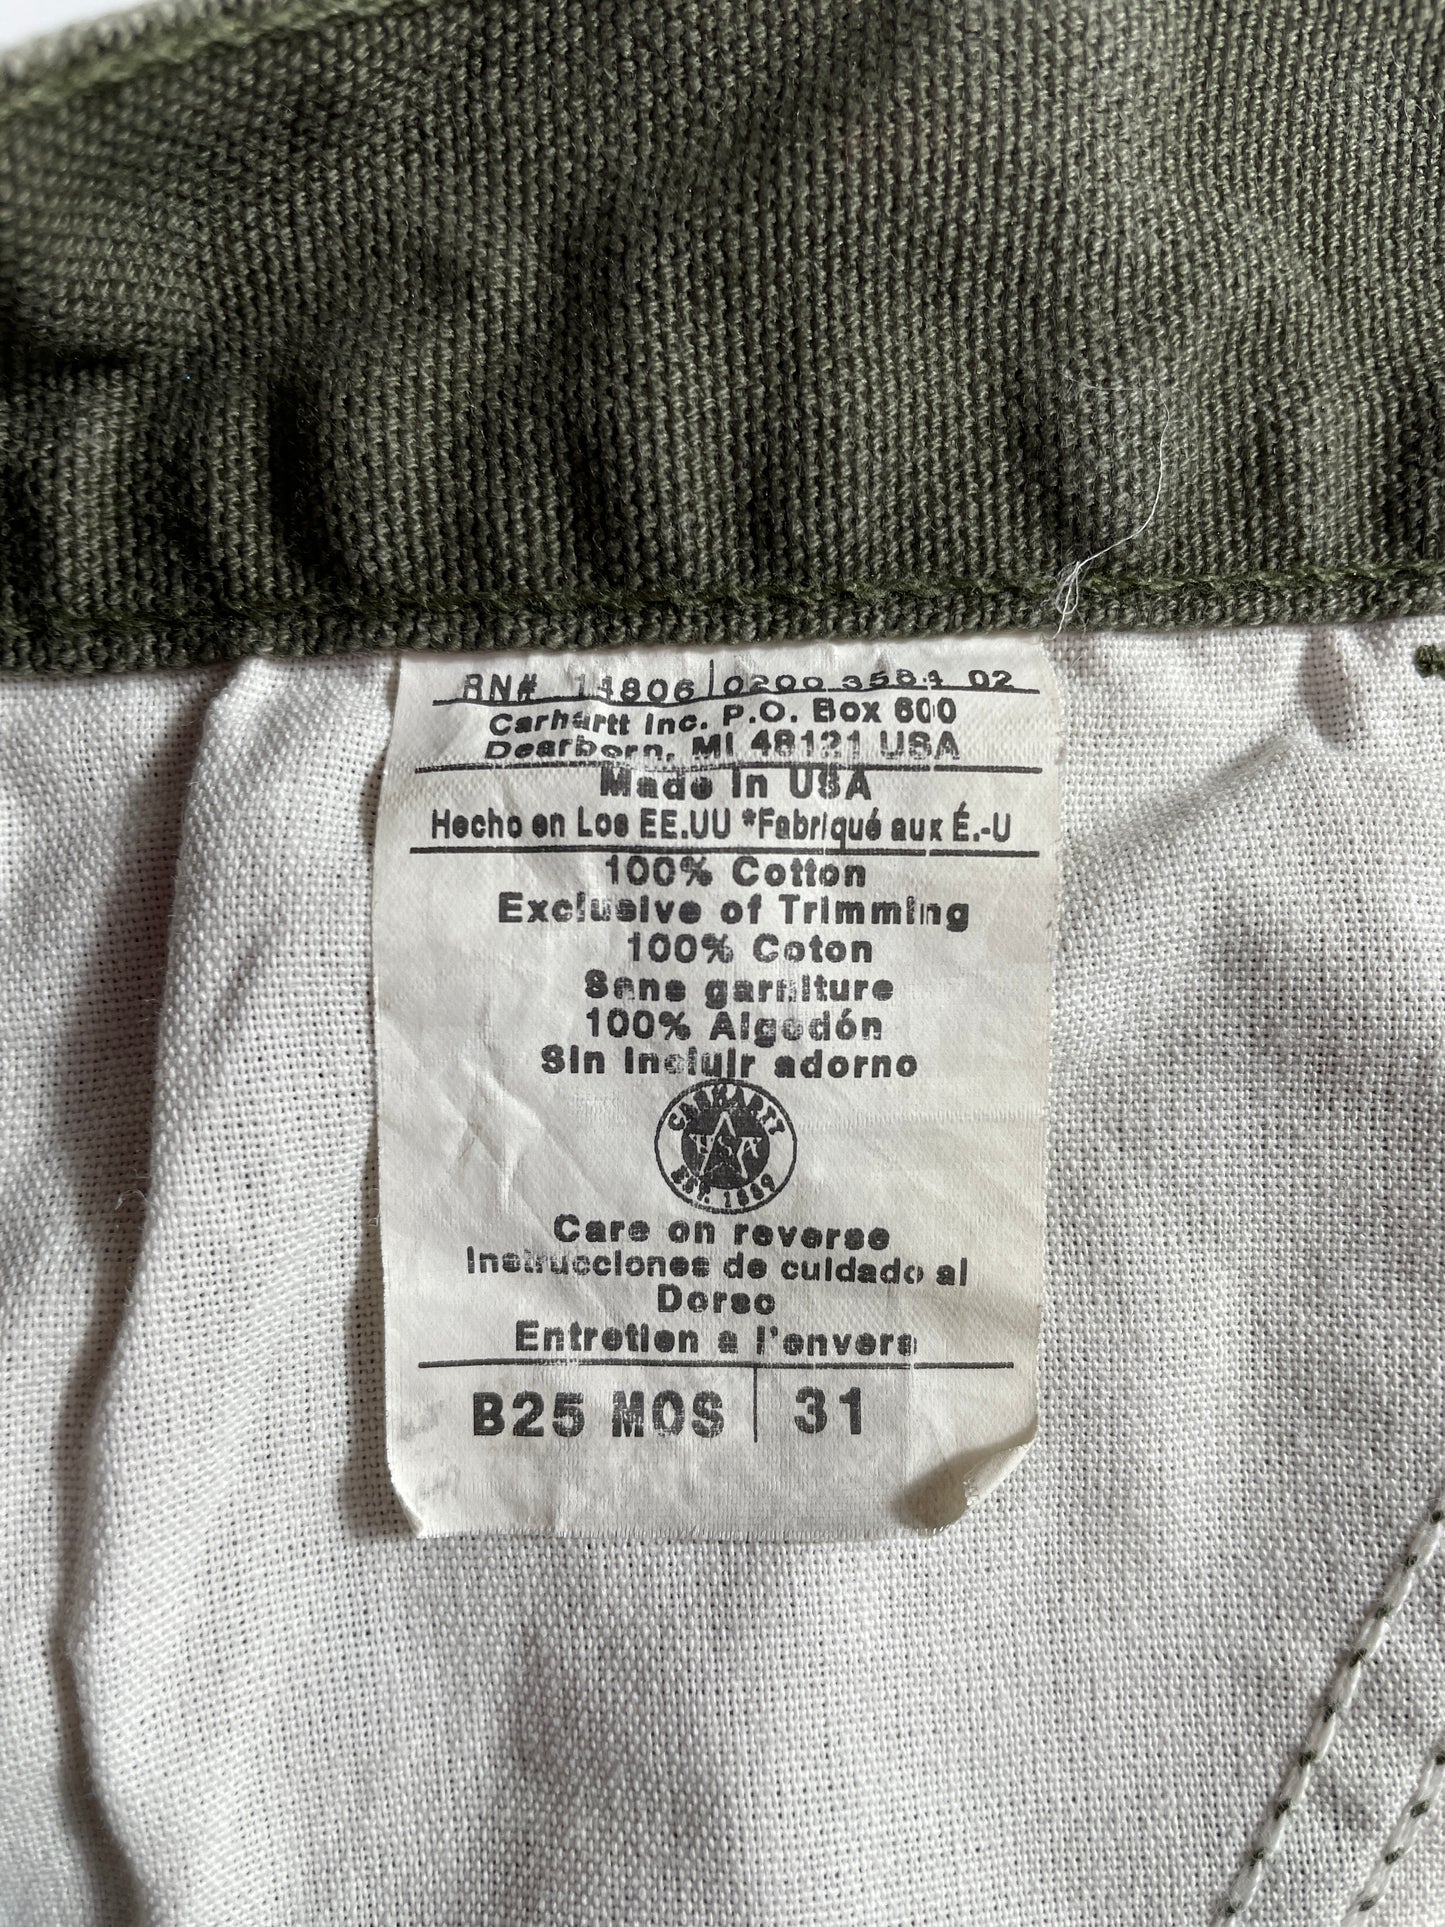 RN# 14806 0200 3584 02
Carhartt Inc. P.O. Box 600
Dearborn, MI 48121 USA
Made In USA
Hecho en Los EE.UU *Fabriqué aux É.-U
100% Cotton
Exclusive of Trimming
100% Coton
Sans garniture
100% Algodón
Sin incluir adorno
CARHARTT
USA
EST. 1889
Care on reverse
Instrucciones de cuidado al
Dorso
Entretien a l'envers
B25 MOS 31